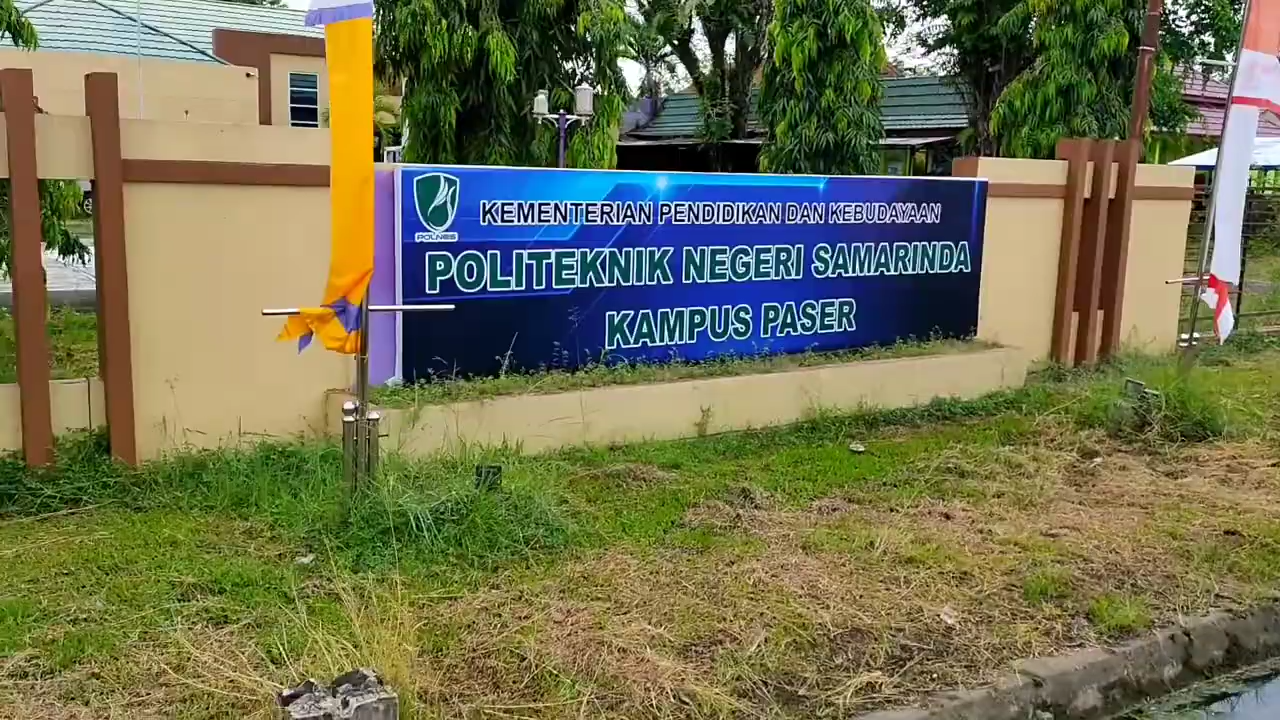 POLNES
KEMENTERIAN PENDIDIKAN DAN KEBUDAYAAN
POLITEKNIK NEGERI SAMARINDA
KAMPUS PASER